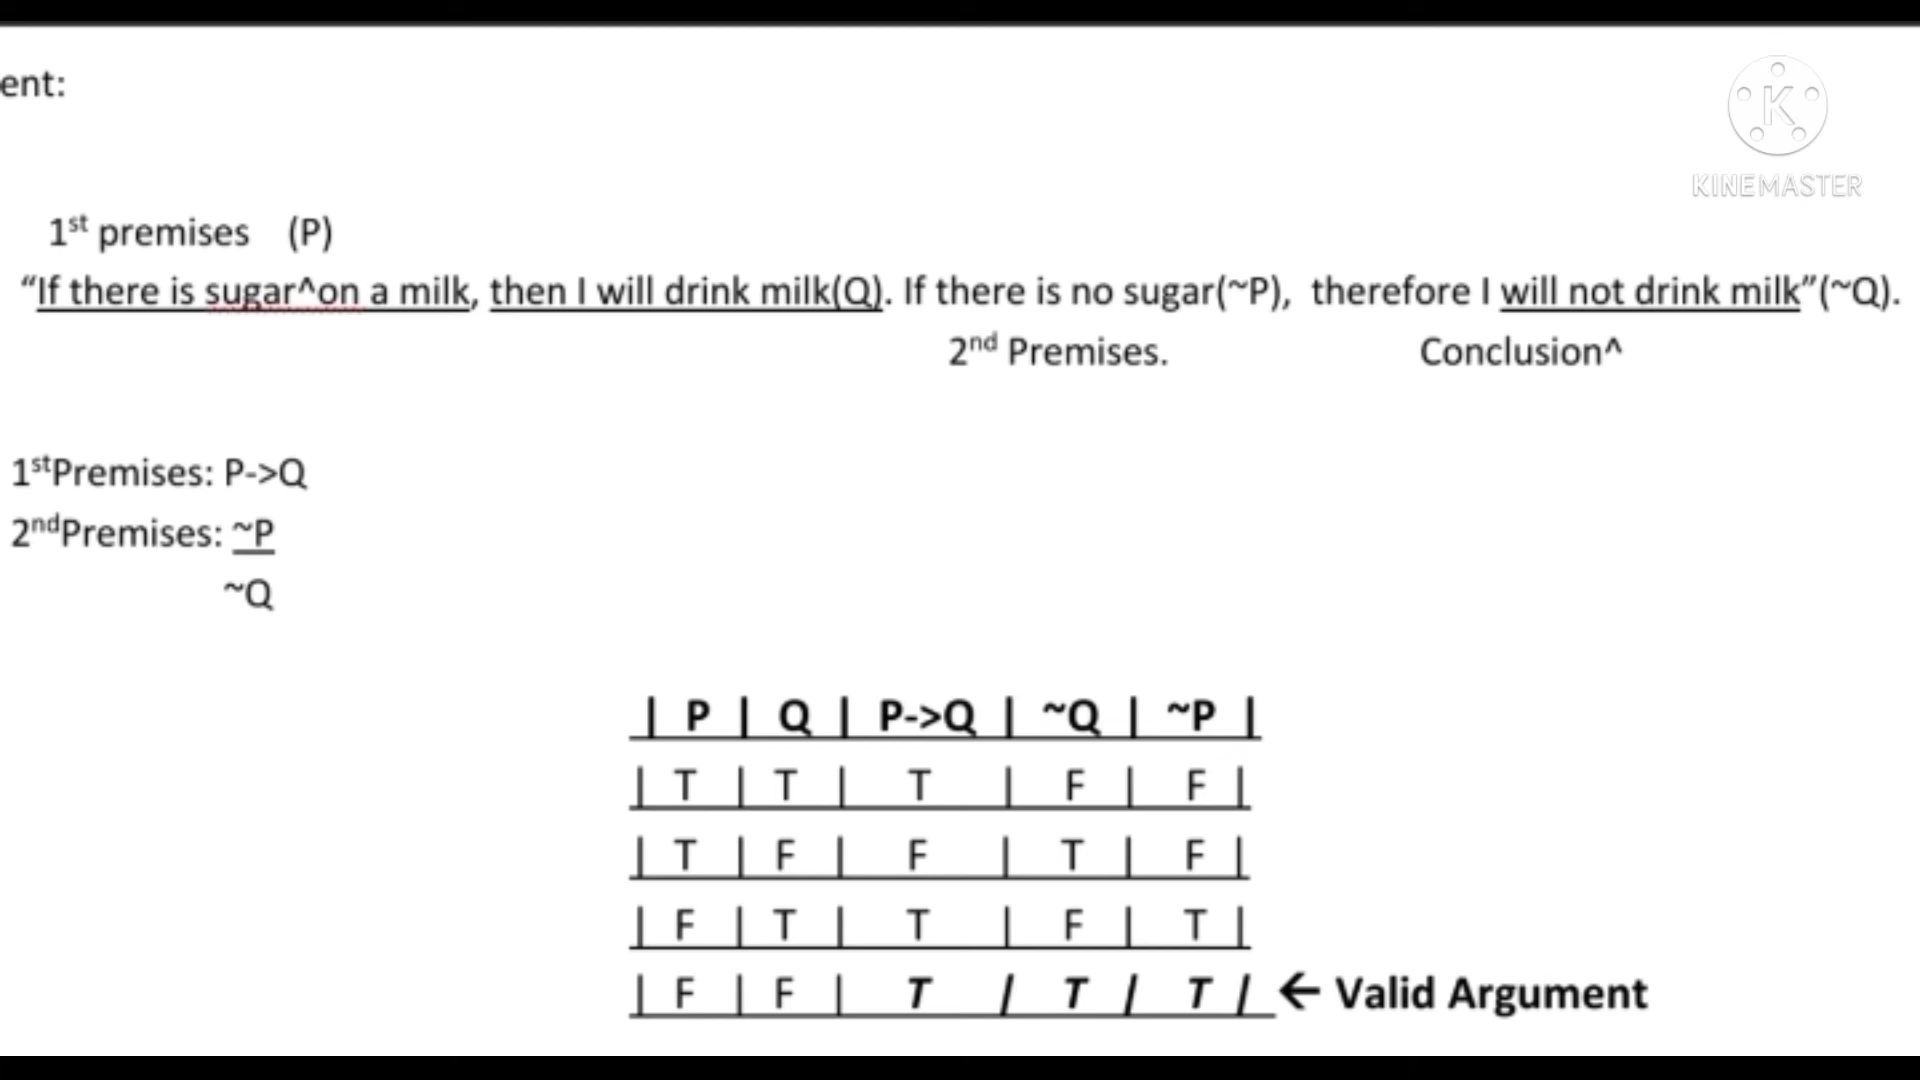 ent:
KINEMASTER
1st premises (P)
“If there is sugar^on a milk, then I will drink milk(Q). If there is no sugar(~P), therefore I will not drink milk”(~Q).
2nd Premises. Conclusion^
1stPremises: P->Q
2ndPremises: ~P
~Q
| P | Q | P->Q | ~Q | ~P |
| T | T | T | F | F |
| T | F | F | T | F |
| F | T | T | F | T |
| F | F | T / T / T / ← Valid Argument